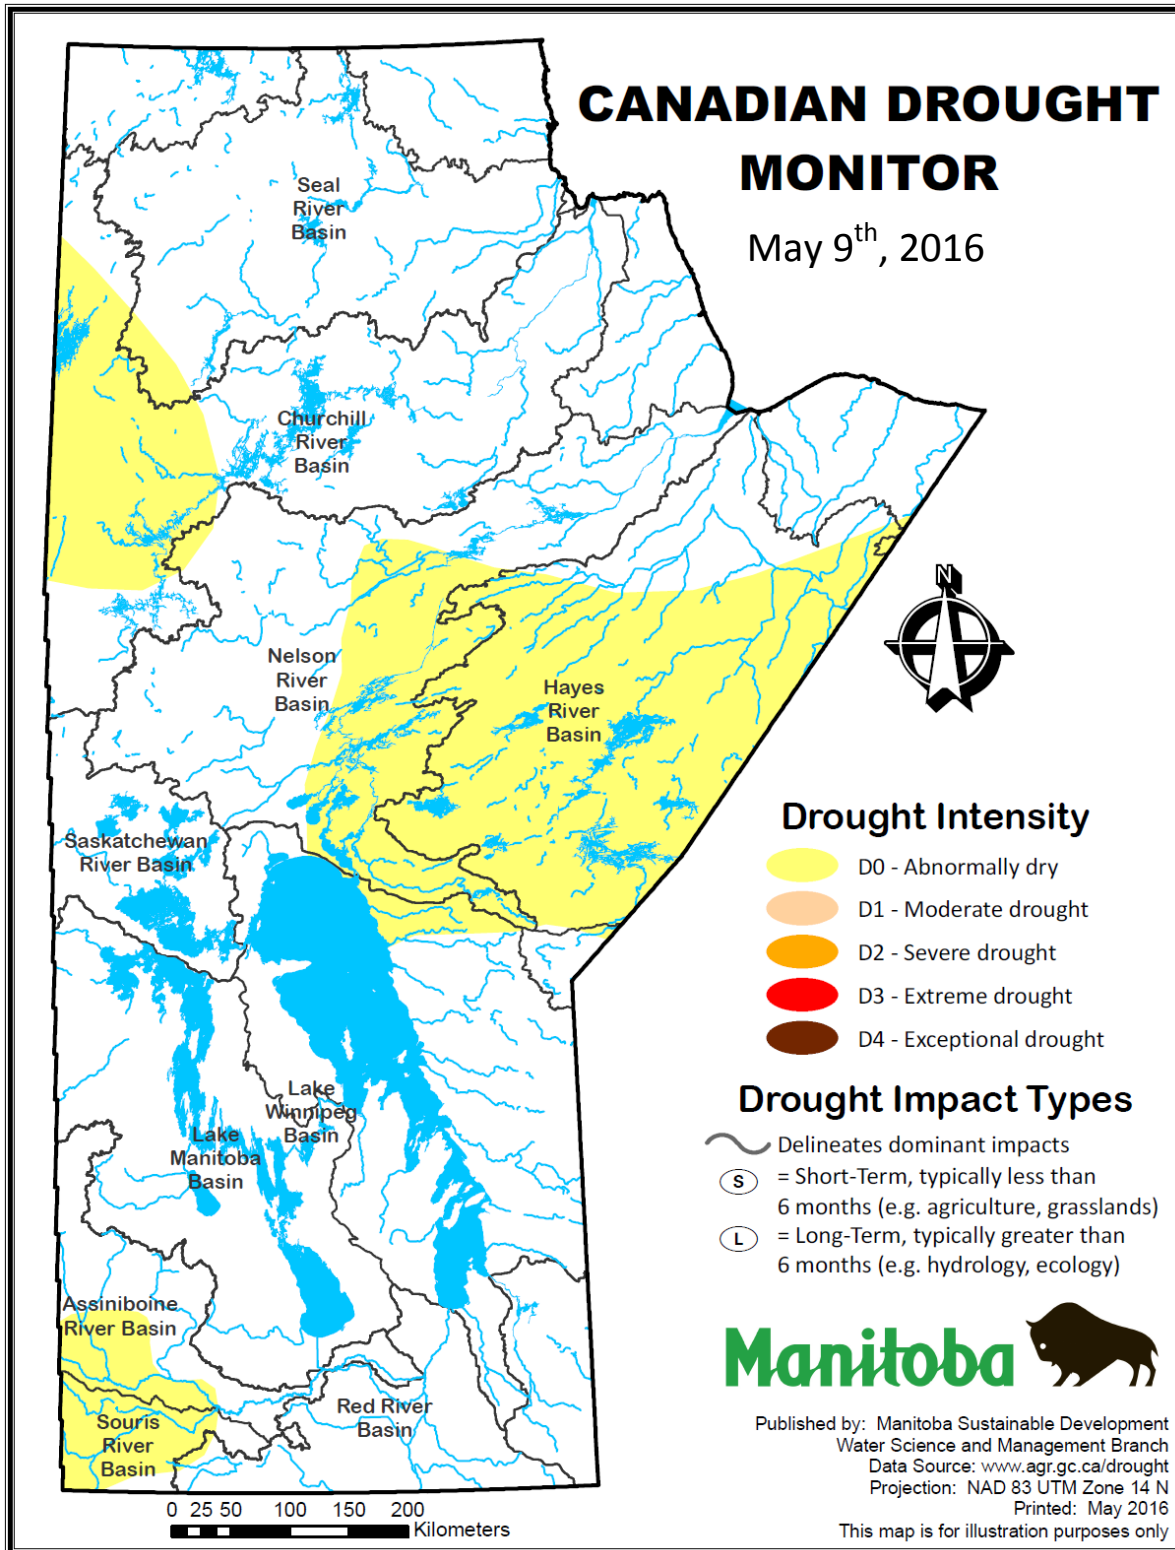 CANADIAN DROUGHT
MONITOR
May 9th, 2016
Seal
River
Basin
Churchill
River
Basin
Nelson
River
Basin
Hayes
River
Basin
N
Saskatchewan
River Basin
Lake
Winnipeg
Basin
Lake
Manitoba
Basin
Assiniboine
River Basin
Souris
River
Basin
Red River
Basin
Drought Intensity
D0 - Abnormally dry
D1 - Moderate drought
D2 - Severe drought
D3 - Extreme drought
D4 - Exceptional drought
Drought Impact Types
Delineates dominant impacts
S = Short-Term, typically less than
6 months (e.g. agriculture, grasslands)
L = Long-Term, typically greater than
6 months (e.g. hydrology, ecology)
Manitoba
Published by: Manitoba Sustainable Development
Water Science and Management Branch
Data Source: www.agr.gc.ca/drought
Projection: NAD 83 UTM Zone 14 N
Printed: May 2016
This map is for illustration purposes only
0 25 50 100 150 200
Kilometers